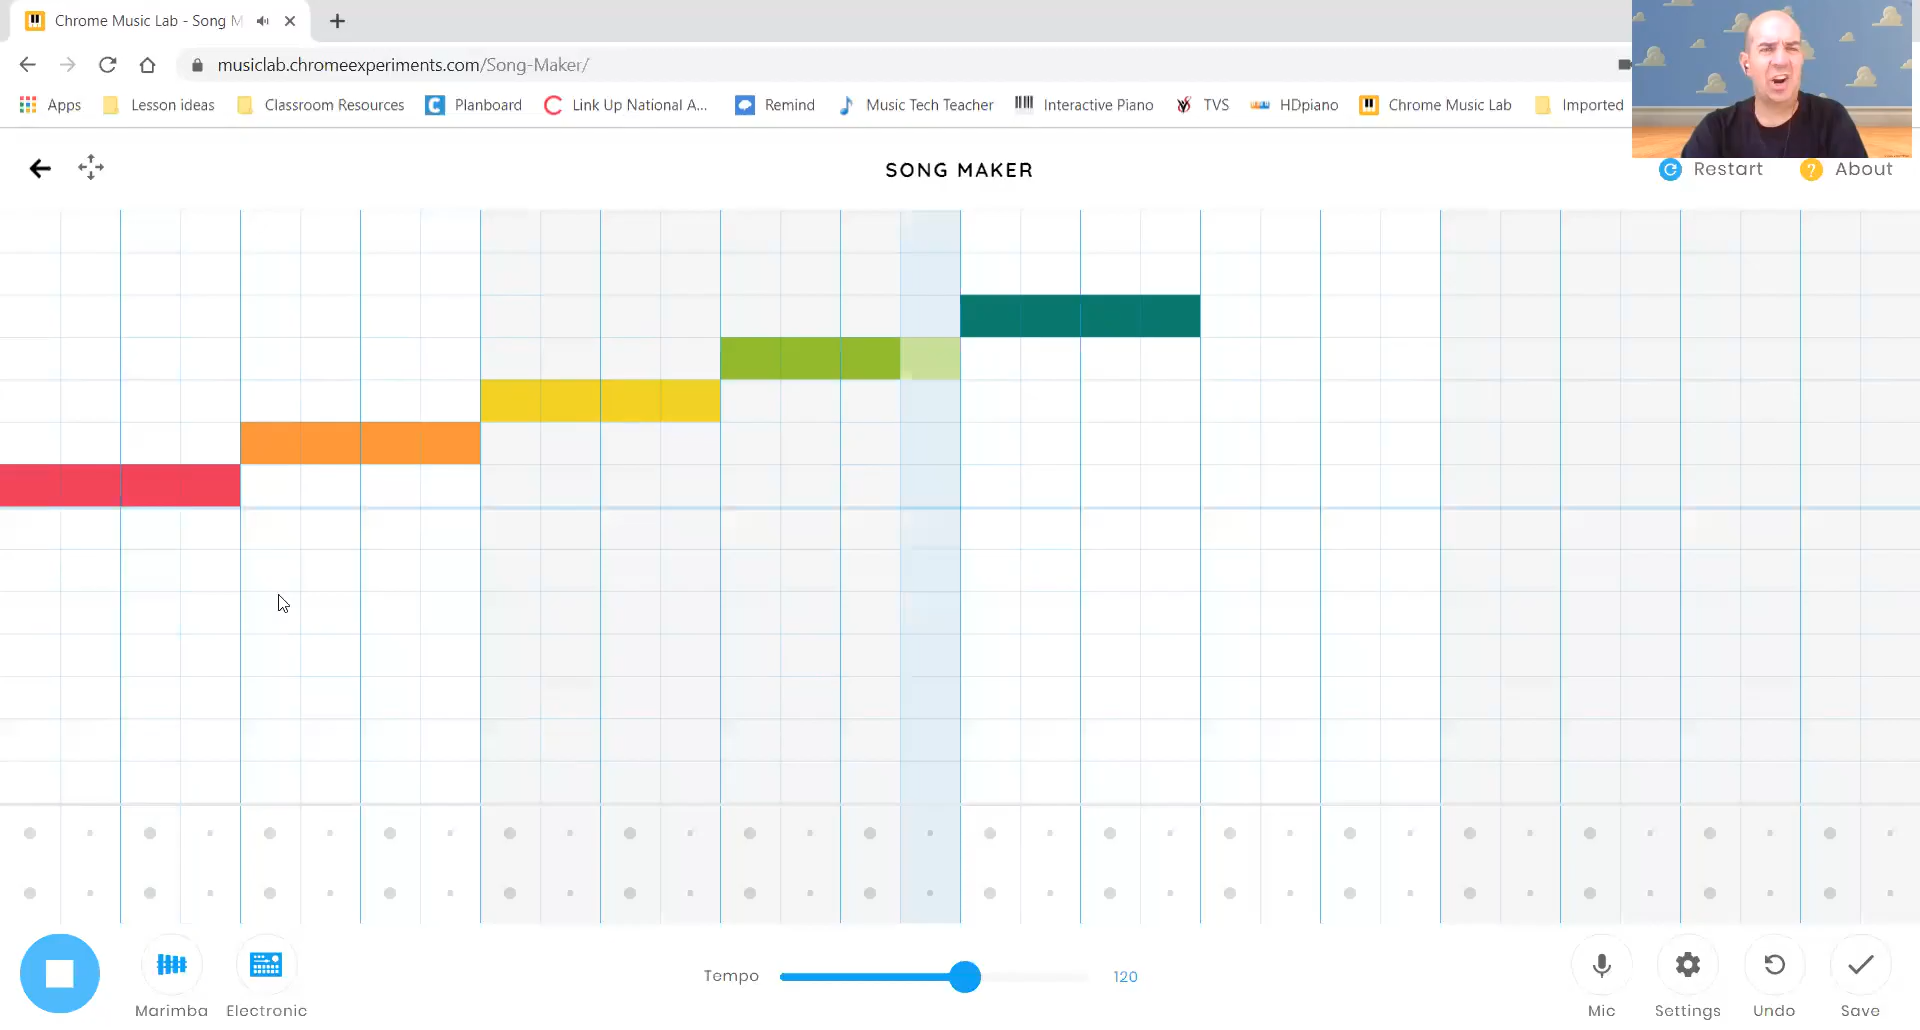 Chrome Music Lab - Song M
musiclab.chromeexperiments.com/Song-Maker/
Apps Lesson ideas Classroom Resources Planboard Link Up National A... Remind Music Tech Teacher Interactive Piano TVS HDpiano Chrome Music Lab Imported
SONG MAKER
Restart ? About
Tempo 120
Marimba Electronic Mic Settings Undo Save